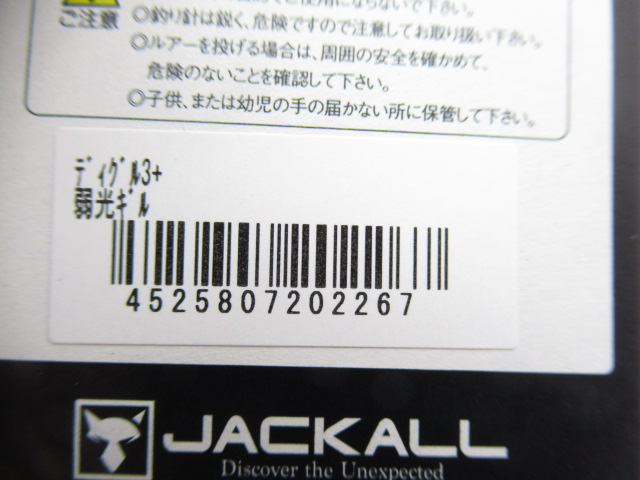 ご注意
◎釣り針は鋭く、危険ですので注意してお取り扱い下さい。
◎ルアーを投げる場合は、周囲の安全を確かめて、
危険のないことを確認して下さい。
◎子供、または幼児の手の届かない所に保管して下さい。
ﾃﾞｨｸﾞﾙ3+
弱光ｷﾞﾙ
4525807202267
JACKALL
Discover the Unexpected